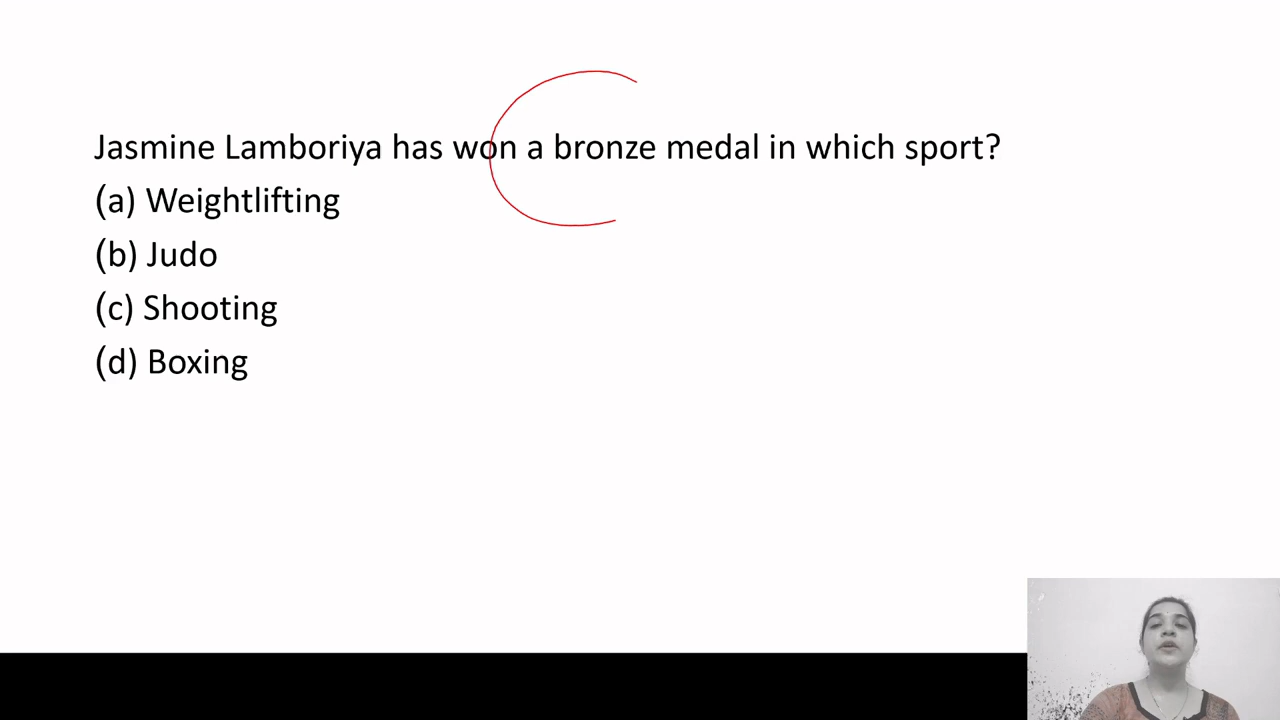 Jasmine Lamboriya has won a bronze medal in which sport?
(a) Weightlifting
(b) Judo
(c) Shooting
(d) Boxing